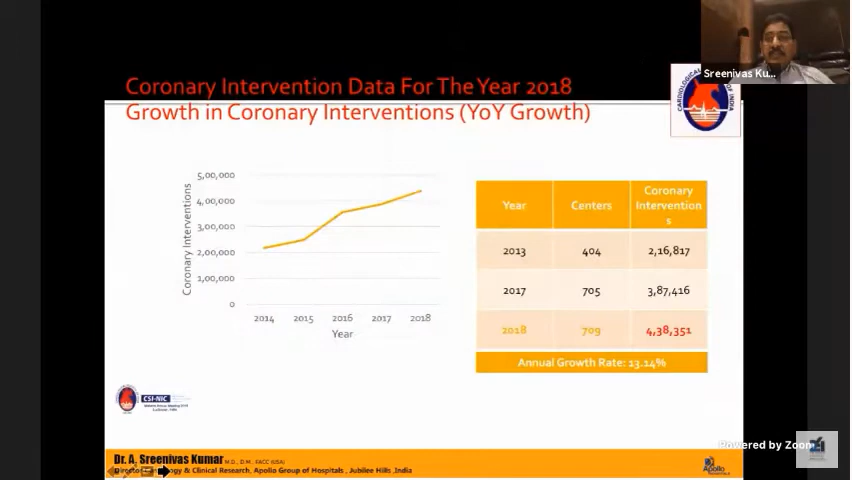 Sreenivas Ku...
Coronary Intervention Data For The Year 2018
Growth in Coronary Interventions (YoY Growth)
CARDIOLOGICAL
OF INDIA
5,00,000
4,00,000
3,00,000
2,00,000
1,00,000
0
Coronary Interventions
2014 2015 2016 2017 2018
Year
Year Centers Coronary
Intervention
s
2013 404 2,16,817
2017 705 3,87,416
2018 709 4,38,351
Annual Growth Rate: 13.14%
CSI-NIC
Powered by Zoom
Dr. A. Sreenivas Kumar M.D., D.M., FACC (USA)
& Clinical Research, Apollo Group of Hospitals, Jubilee Hills, India
Apollo